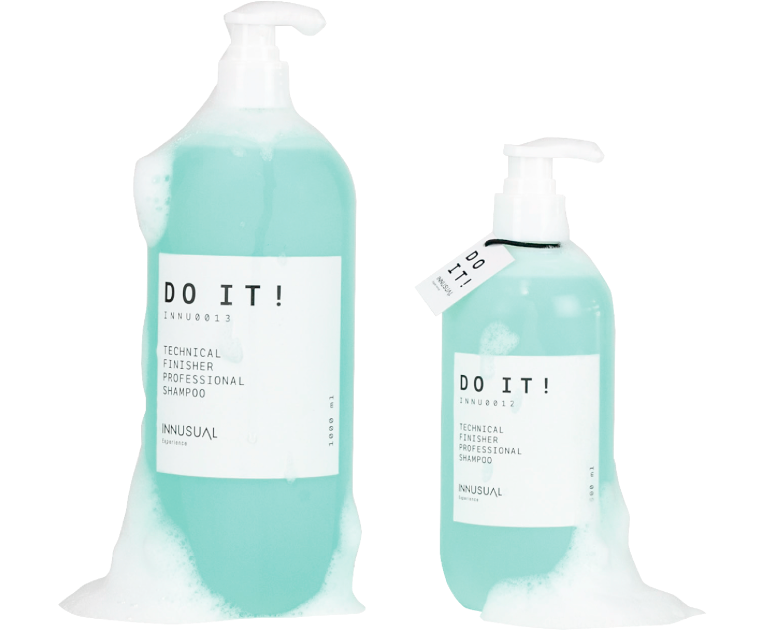 DO IT!
INNU0013
TECHNICAL
FINISHER
PROFESSIONAL
SHAMPOO
INNUSUAL
Experience
1000 ml
DO
IT!
INNUSUAL
DO IT!
INNU0012
TECHNICAL
FINISHER
PROFESSIONAL
SHAMPOO
INNUSUAL
Experience
ml